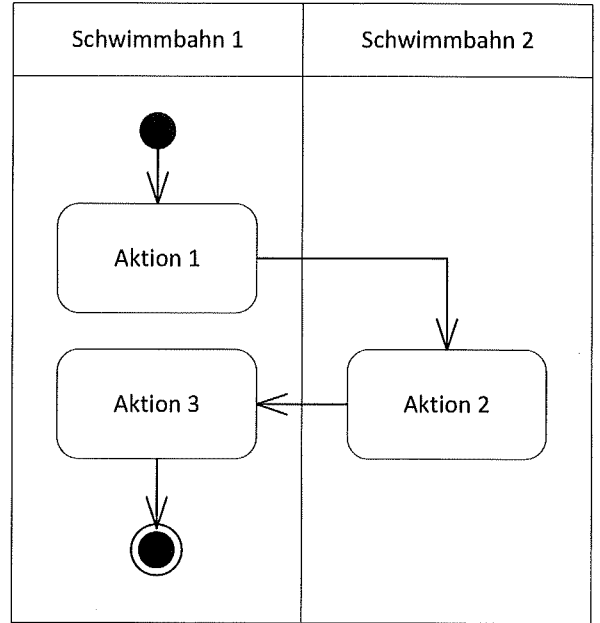 Schwimmbahn 1
Schwimmbahn 2
Aktion 1
Aktion 3
Aktion 2